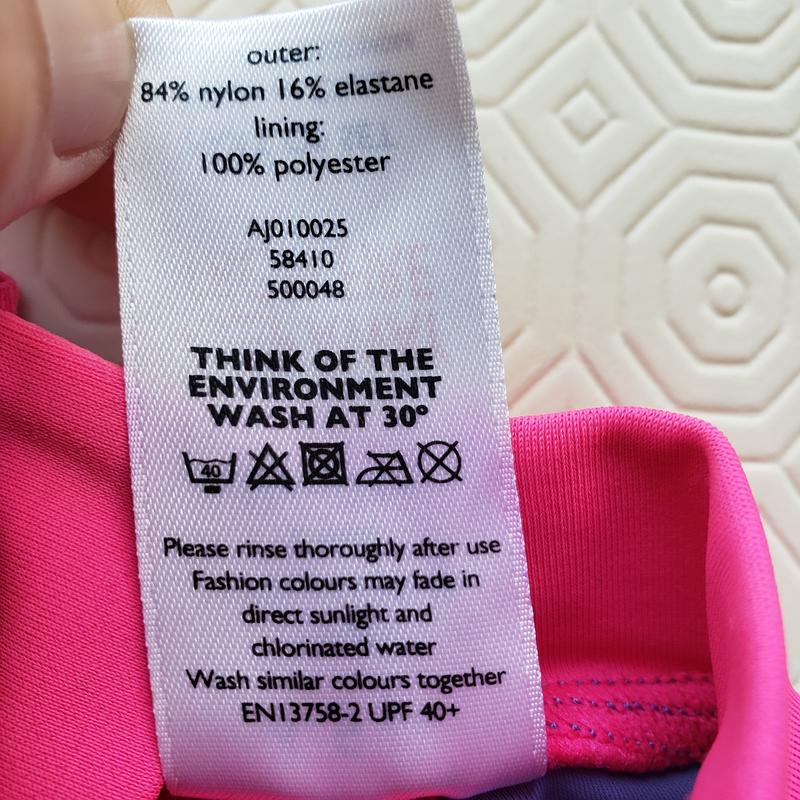 outer:
84% nylon 16% elastane
lining:
100% polyester
AJ010025
58410
500048
THINK OF THE
ENVIRONMENT
WASH AT 30º
40
Please rinse thoroughly after use
Fashion colours may fade in
direct sunlight and
chlorinated water
Wash similar colours together
EN13758-2 UPF 40+